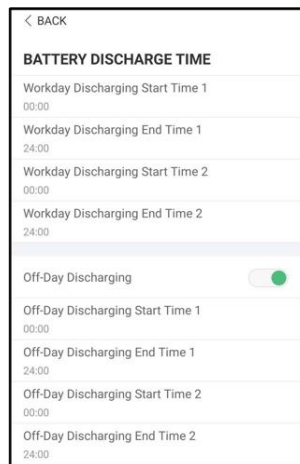 < BACK
BATTERY DISCHARGE TIME
Workday Discharging Start Time 1
00:00
Workday Discharging End Time 1
24:00
Workday Discharging Start Time 2
00:00
Workday Discharging End Time 2
24:00
Off-Day Discharging
Off-Day Discharging Start Time 1
00:00
Off-Day Discharging End Time 1
24:00
Off-Day Discharging Start Time 2
00:00
Off-Day Discharging End Time 2
24:00